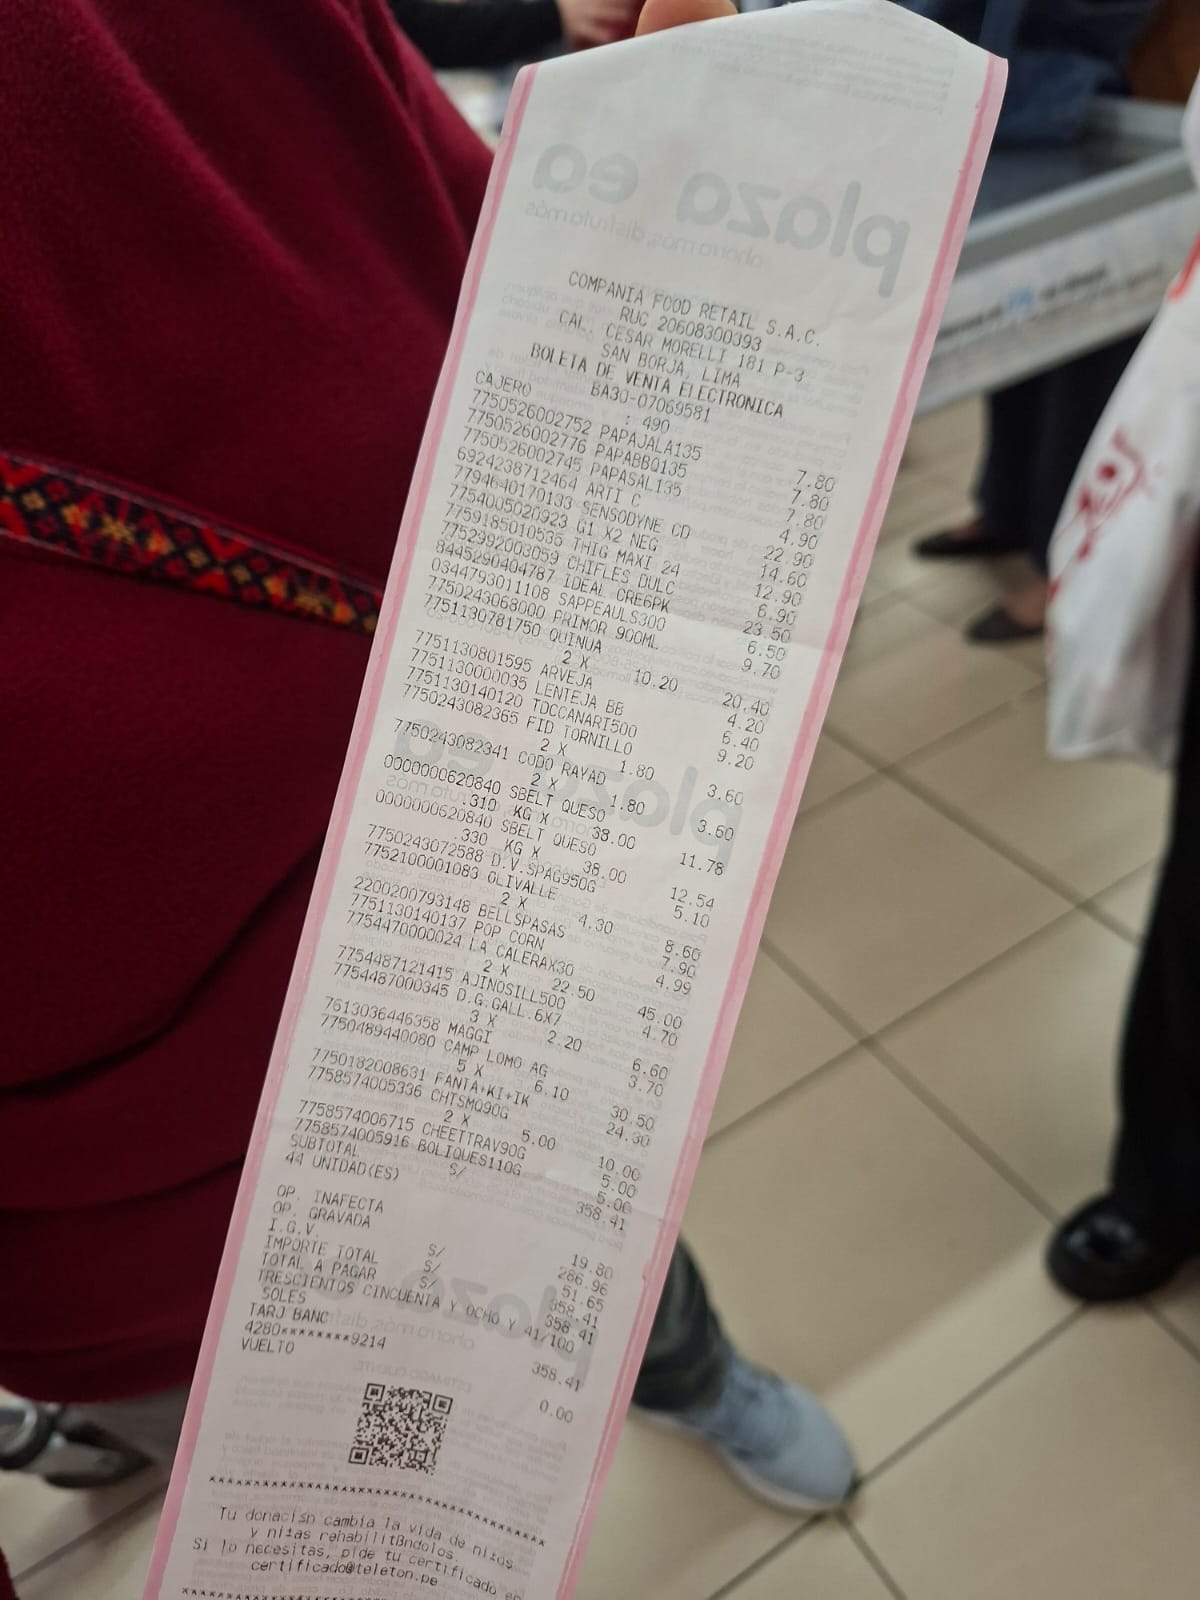 COMPANIA FOOD RETAIL S.A.C.
RUC 20608300393
CAL. CESAR MORELLI 181 P-3
SAN BORJA, LIMA
BOLETA DE VENTA ELECTRONICA
BA30-07069581
CAJERO : 490
7750526002752 PAPAJALA135 7.80
7750526002776 PAPABBQ135 7.80
7750526002745 PAPASAL135 7.80
6924238712464 ARTI C 4.90
7794640170133 SENSODYNE CD 22.90
7754005020923 G1 X2 NEG 14.60
7759185010535 THIG MAXI 24 12.90
7752992003059 CHIFLES DULC 6.90
8445290404787 IDEAL CRE6PK 23.50
0344793011108 SAPPEAULS300 6.50
7750243068000 PRIMOR 900ML 9.70
7751130781750 QUINUA
2 X 10.20 20.40
7751130801595 ARVEJA 4.20
7751130000035 LENTEJA BB 6.40
7751130140120 TOCCANARI500 9.20
7750243082365 FID TORNILLO
2 X 1.80 3.60
7750243082341 CODO RAYAD
2 X 1.80 3.60
0000000620840 SBELT QUESO
.310 KG X 38.00 11.78
0000000620840 SBELT QUESO
.330 KG X 38.00 12.54
7750243072588 D.V.SPAG950G 5.10
7752100001083 OLIVALLE
2 X 4.30 8.60
2200200793148 BELLSPASAS 7.90
7751130140137 POP CORN 4.99
7754470000024 LA CALERAX30
2 X 22.50 45.00
7754487121415 AJINOSILL500 4.70
7754487000345 D.G.GALL.6X7
3 X 2.20 6.60
7613036446358 MAGGI 3.70
7750489440080 CAMP LOMO AG
5 X 6.10 30.50
7750182008631 FANTA+KI+IK 24.30
7758574005336 CHTSMQ90G
2 X 5.00 10.00
7758574006715 CHEETTRAV90G 5.00
7758574005916 BOLIQUES110G 5.00
SUBTOTAL S/ 358.41
44 UNIDAD(ES)
OP. INAFECTA S/ 19.80
OP. GRAVADA S/ 286.96
I.G.V. S/ 51.65
IMPORTE TOTAL 358.41
TOTAL A PAGAR 358.41
TRESCIENTOS CINCUENTA Y OCHO Y 41/100
SOLES
TARJ BANC 358.41
4280********9214
VUELTO 0.00
*************************************
Tu donacisn cambia la vida de niños
y niñas rehabilitBndolos.
Si lo necesitas, pide tu certificado en
certificado@teleton.pe
plaza ea
ahorra más, disfruta más